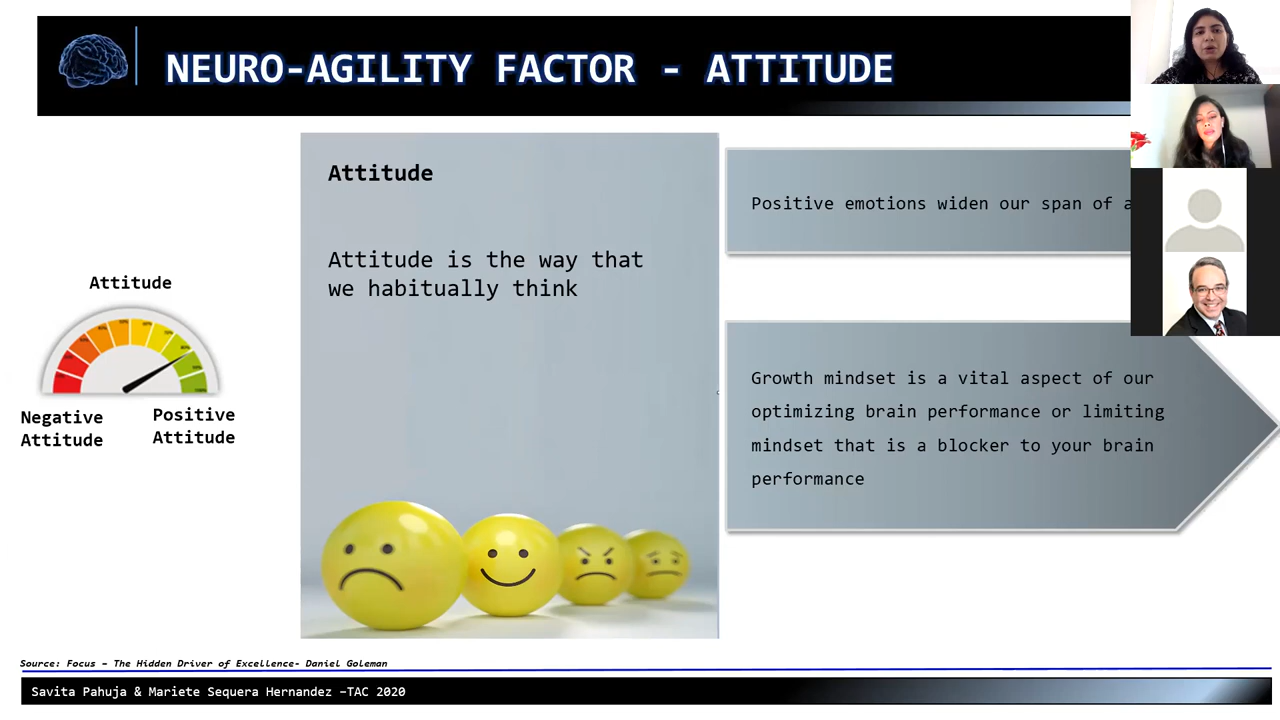 NEURO-AGILITY FACTOR - ATTITUDE
Attitude
Attitude is the way that
we habitually think
Positive emotions widen our span of
Growth mindset is a vital aspect of our
optimizing brain performance or limiting
mindset that is a blocker to your brain
performance
Attitude
Negative
Attitude
Positive
Attitude
Source: Focus – The Hidden Driver of Excellence- Daniel Goleman
Savita Pahuja & Mariete Sequera Hernandez –TAC 2020